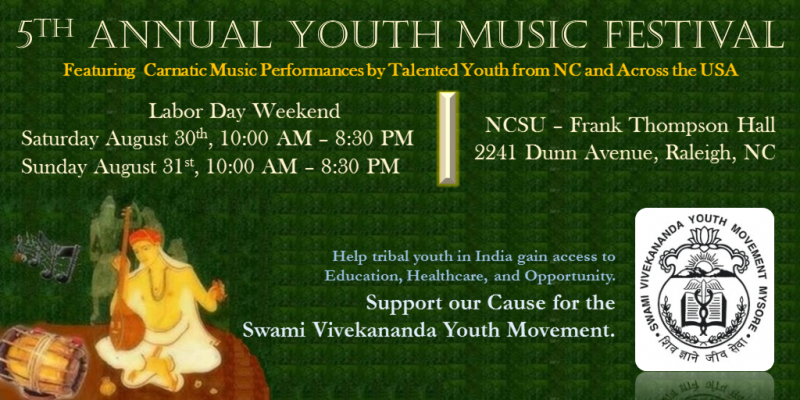 5TH ANNUAL YOUTH MUSIC FESTIVAL
Featuring Carnatic Music Performances by Talented Youth from NC and Across the USA
Labor Day Weekend
Saturday August 30th, 10:00 AM – 8:30 PM
Sunday August 31st, 10:00 AM – 8:30 PM
NCSU – Frank Thompson Hall
2241 Dunn Avenue, Raleigh, NC
Help tribal youth in India gain access to
Education, Healthcare, and Opportunity.
Support our Cause for the
Swami Vivekananda Youth Movement.
SWAMI VIVEKANANDA YOUTH MOVEMENT MYSORE
शिव ज्ञाने जीव सेवा